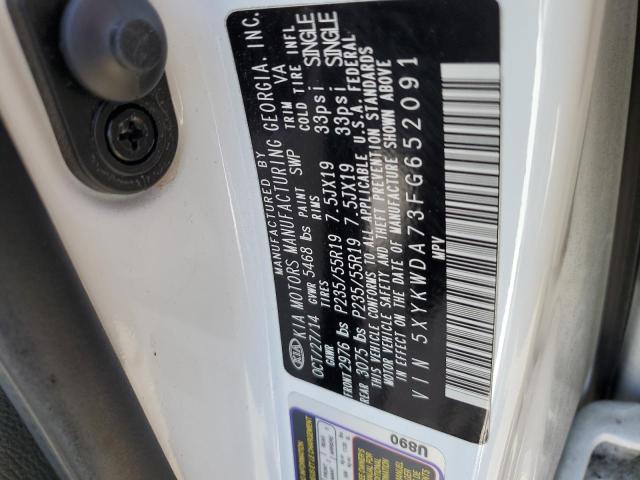 MANUFACTURED BY
KIA KIA MOTORS MANUFACTURING GEORGIA, INC.
OCT/27/14 GVWR 5468 lbs PAINT SWP TRIM VA
GAWR TIRES RIMS COLD TIRE INFL
FRONT 2976 lbs P235/55R19 7.5JX19 33psi SINGLE
REAR 3075 lbs P235/55R19 7.5JX19 33psi SINGLE
THIS VEHICLE CONFORMS TO ALL APPLICABLE U.S.A. FEDERAL
MOTOR VEHICLE SAFETY AND THEFT PREVENTION STANDARDS
IN EFFECT ON THE DATE OF MANUFACTURE SHOWN ABOVE
VIN 5XYKWDA73FG652091
MPV
U890